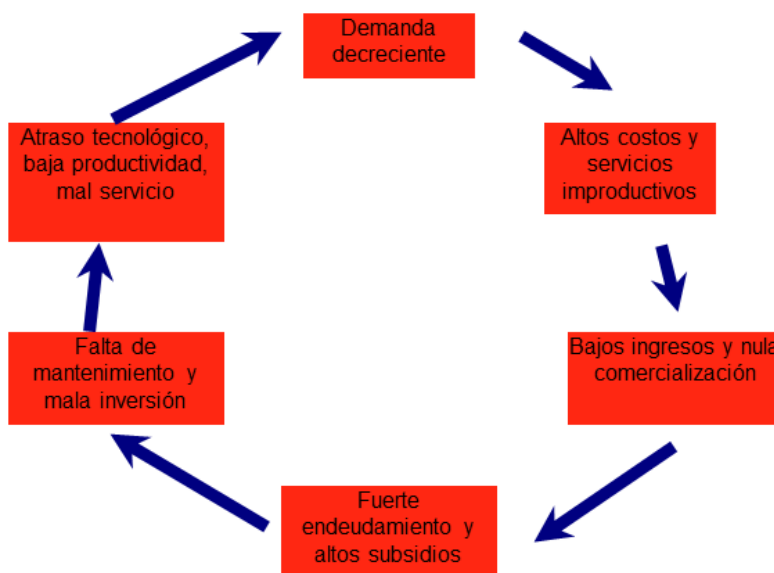 Demanda
decreciente
Altos costos y
servicios
improductivos
Bajos ingresos y nula
comercialización
Fuerte
endeudamiento y
altos subsidios
Falta de
mantenimiento y
mala inversión
Atraso tecnológico,
baja productividad,
mal servicio